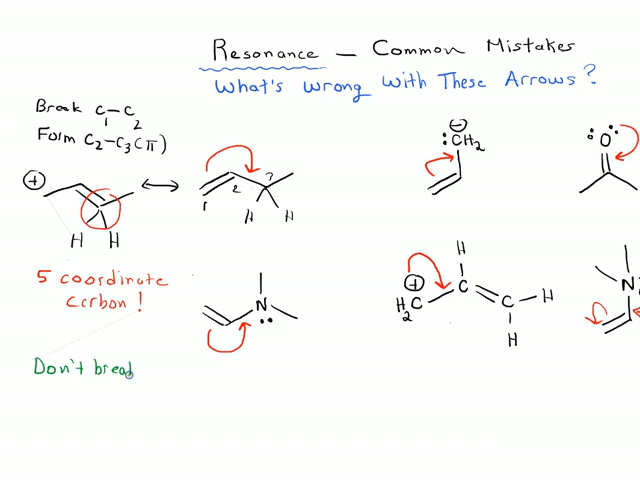 Resonance – Common Mistakes
What's Wrong With These Arrows?
Break C1–C2
Form C2–C3(π)
⊕
1
2
3
H H
H H
5 coordinate
carbon!
Don't bread
N
:CH2
⊖
:O:
H
⊕
H2C
C
C–H
H
N